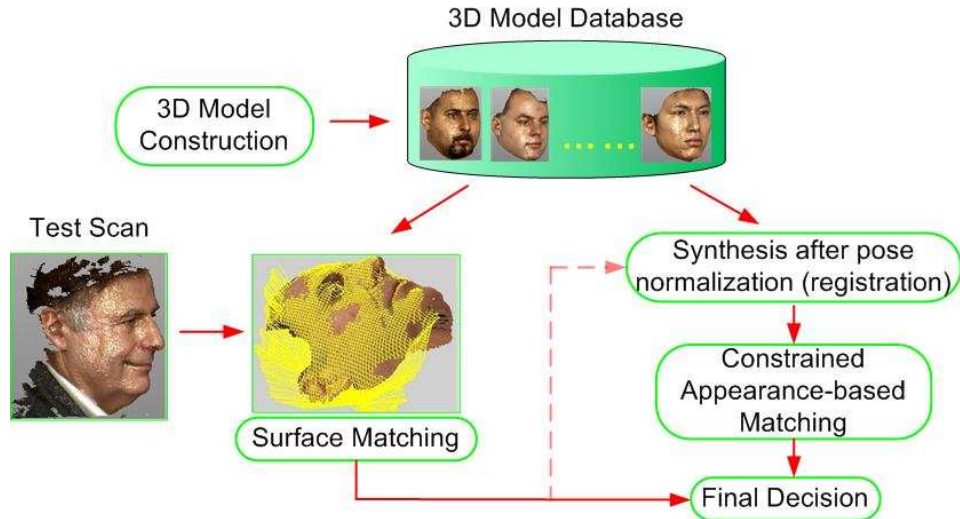 3D Model Database
3D Model
Construction
Test Scan
Synthesis after pose
normalization (registration)
Constrained
Appearance-based
Matching
Surface Matching
Final Decision